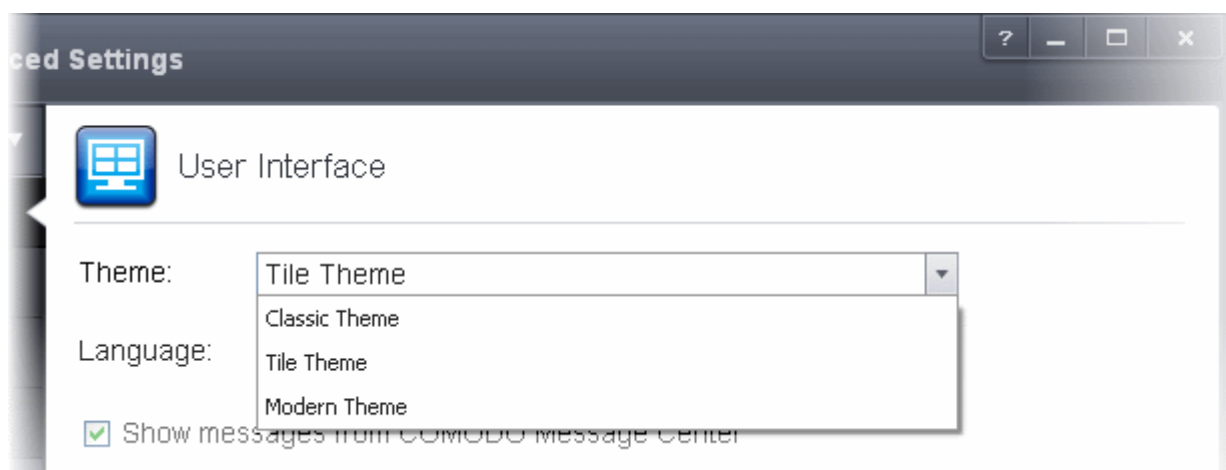 ced Settings
?
User Interface
Theme:
Tile Theme
Classic Theme
Tile Theme
Modern Theme
Language:
Show messages from COMODO Message Center